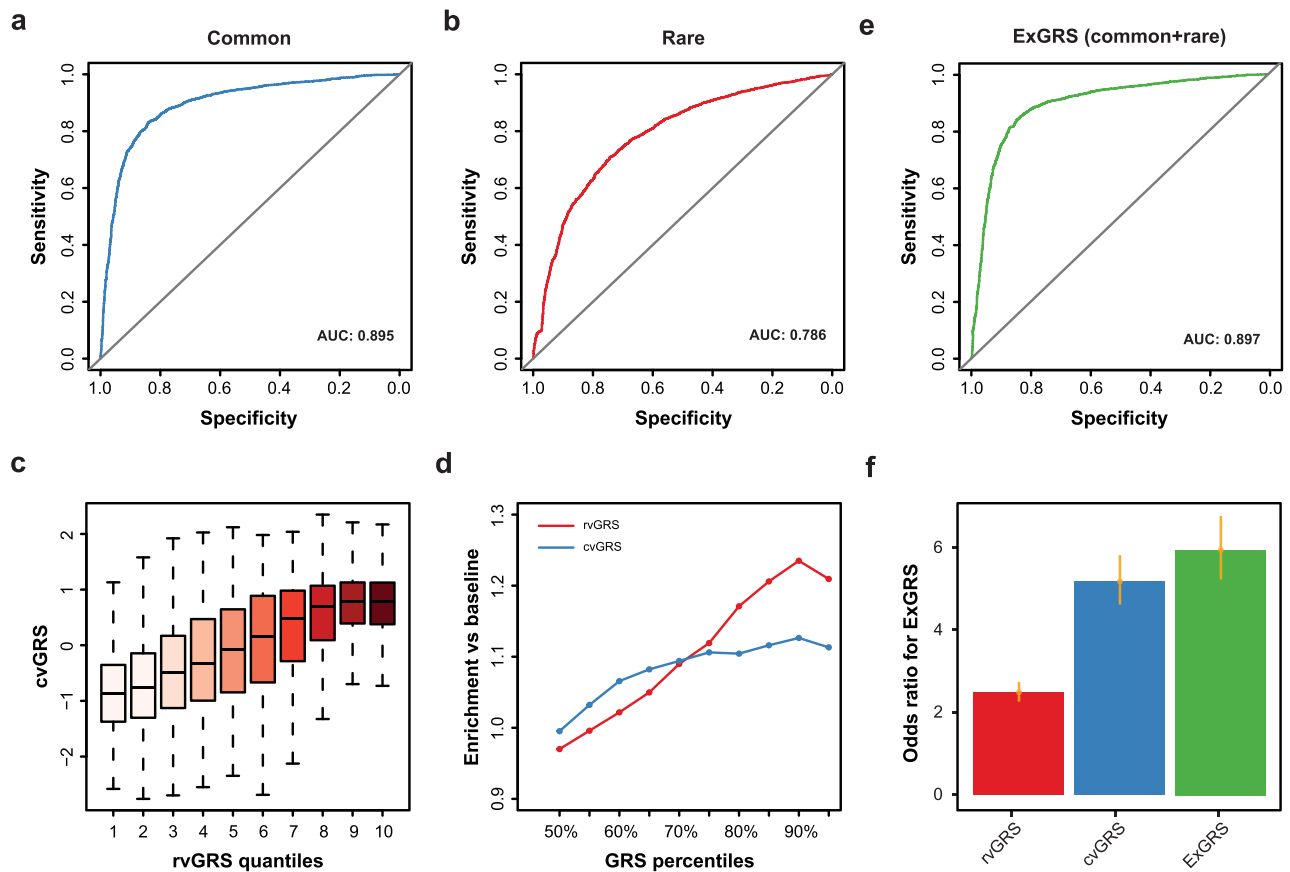 a
Common
1.0
0.8
0.6
0.4
0.2
0.0
Sensitivity
AUC: 0.895
1.0 0.8 0.6 0.4 0.2 0.0
Specificity
b
Rare
1.0
0.8
0.6
0.4
0.2
0.0
Sensitivity
AUC: 0.786
1.0 0.8 0.6 0.4 0.2 0.0
Specificity
e
ExGRS (common+rare)
1.0
0.8
0.6
0.4
0.2
0.0
Sensitivity
AUC: 0.897
1.0 0.8 0.6 0.4 0.2 0.0
Specificity
c
2
1
0
−1
−2
cvGRS
1 2 3 4 5 6 7 8 9 10
rvGRS quantiles
d
1.3
1.2
1.1
1.0
0.9
Enrichment vs baseline
rvGRS
cvGRS
50% 60% 70% 80% 90%
GRS percentiles
f
6
4
2
0
Odds ratio for ExGRS
rvGRS
cvGRS
ExGRS